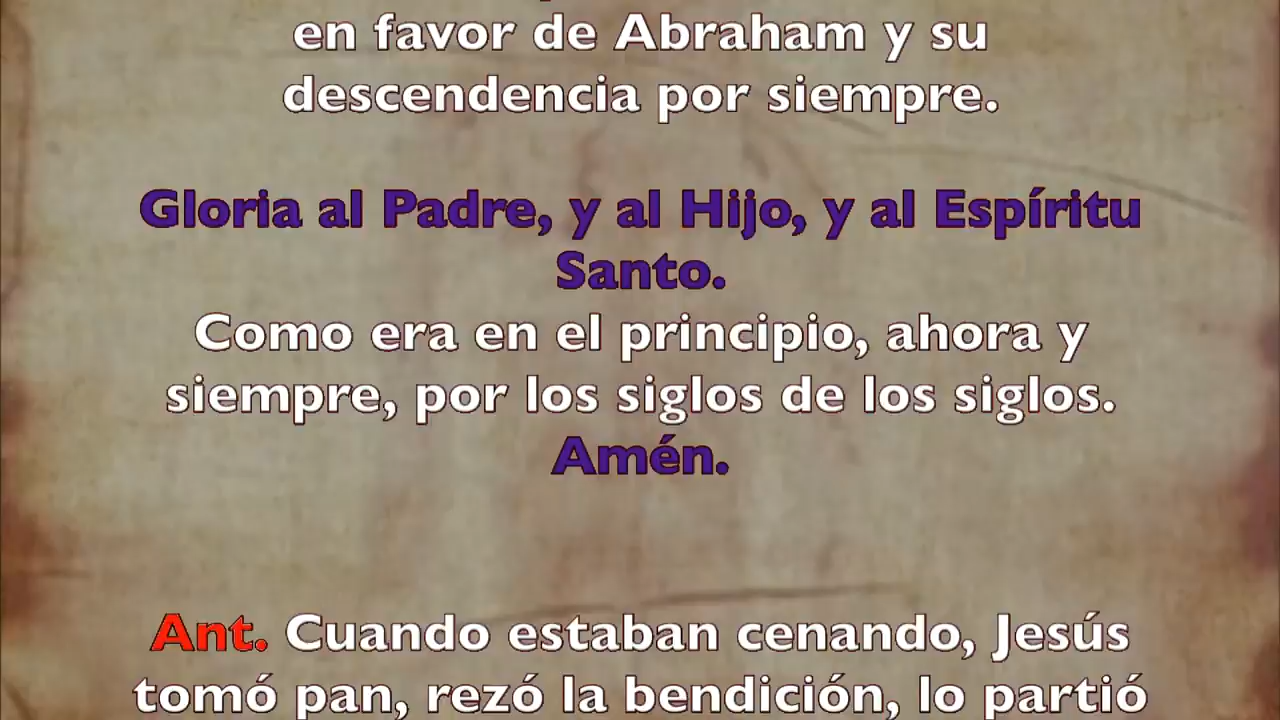 en favor de Abraham y su
descendencia por siempre.
Gloria al Padre, y al Hijo, y al Espíritu
Santo.
Como era en el principio, ahora y
siempre, por los siglos de los siglos.
Amén.
Ant. Cuando estaban cenando, Jesús
tomó pan, rezó la bendición, lo partió